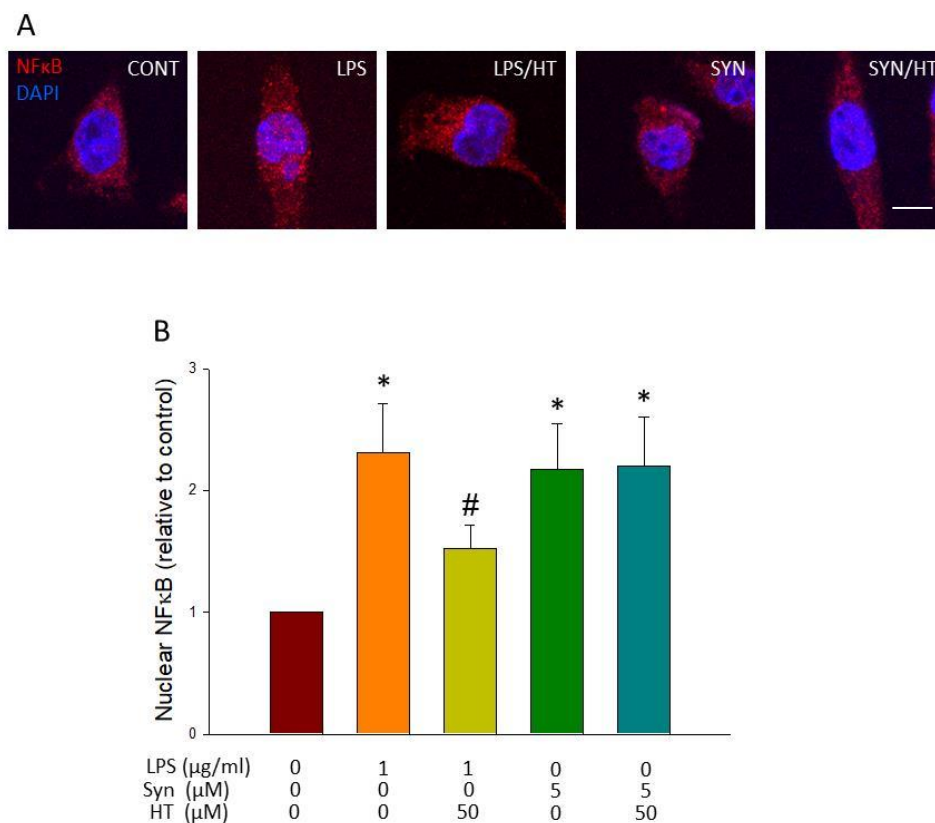 A
NFκB
DAPI
CONT
LPS
LPS/HT
SYN
SYN/HT
B
Nuclear NFκB (relative to control)
3
2
1
0
*
#
*
*
LPS (µg/ml) 0 1 1 0 0
Syn (µM) 0 0 0 5 5
HT (µM) 0 0 50 0 50